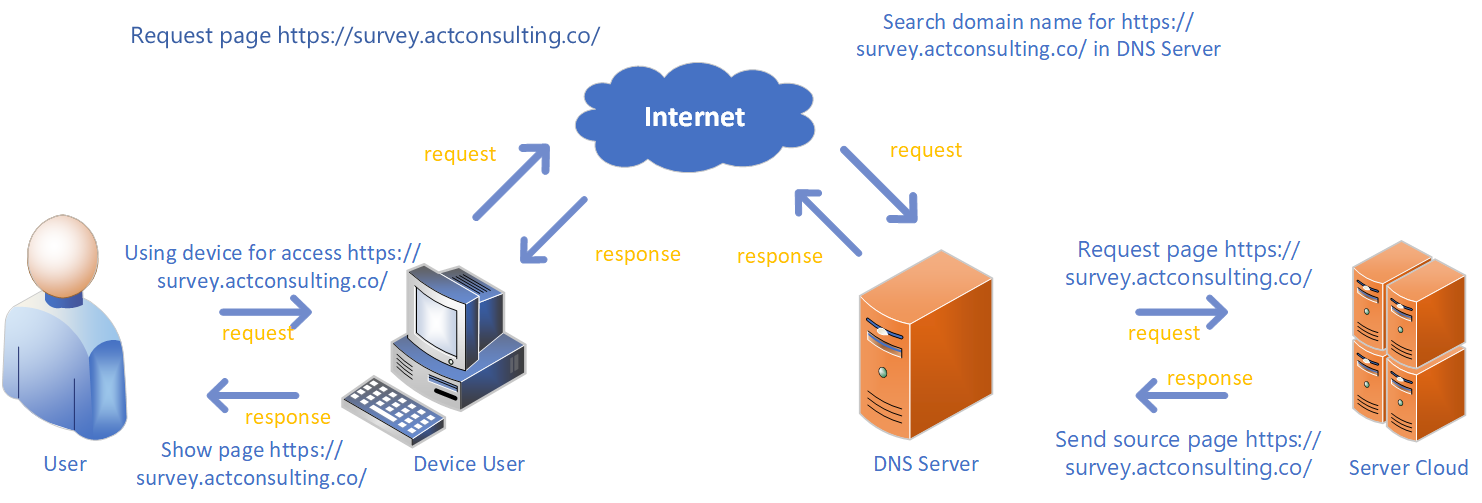 Request page https://survey.actconsulting.co/
Search domain name for https://
survey.actconsulting.co/ in DNS Server
Internet
request
request
response
response
Using device for access https://
survey.actconsulting.co/
request
response
Show page https://
survey.actconsulting.co/
User
Device User
DNS Server
Request page https://
survey.actconsulting.co/
request
response
Send source page https://
survey.actconsulting.co/
Server Cloud